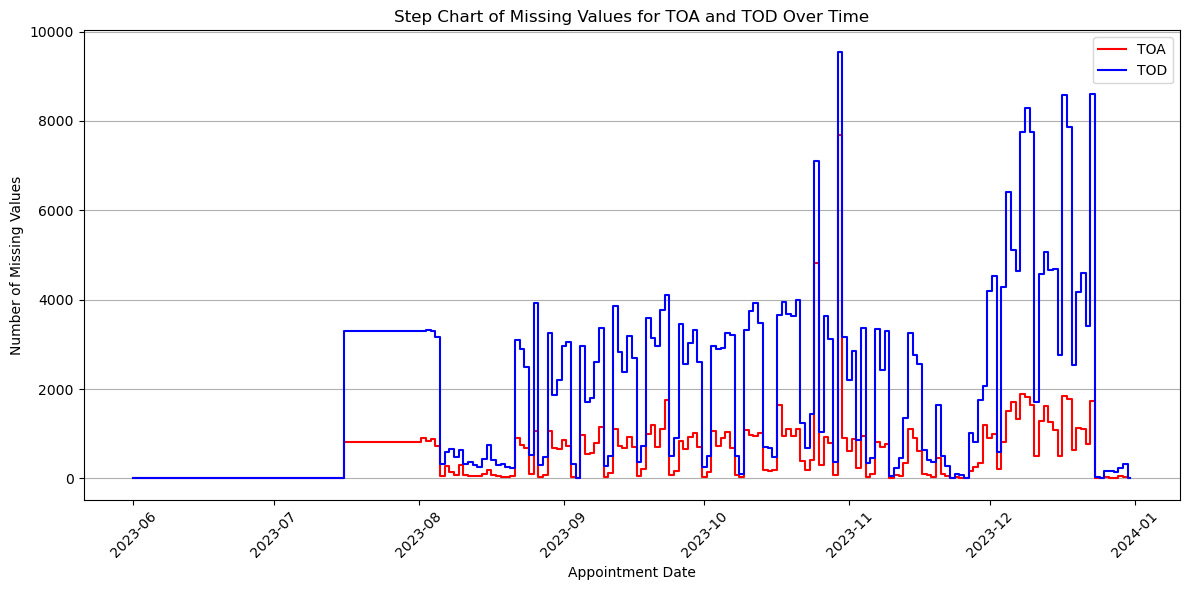 Step Chart of Missing Values for TOA and TOD Over Time
TOA
TOD
Number of Missing Values
10000
8000
6000
4000
2000
0
2023-06
2023-07
2023-08
2023-09
2023-10
2023-11
2023-12
2024-01
Appointment Date